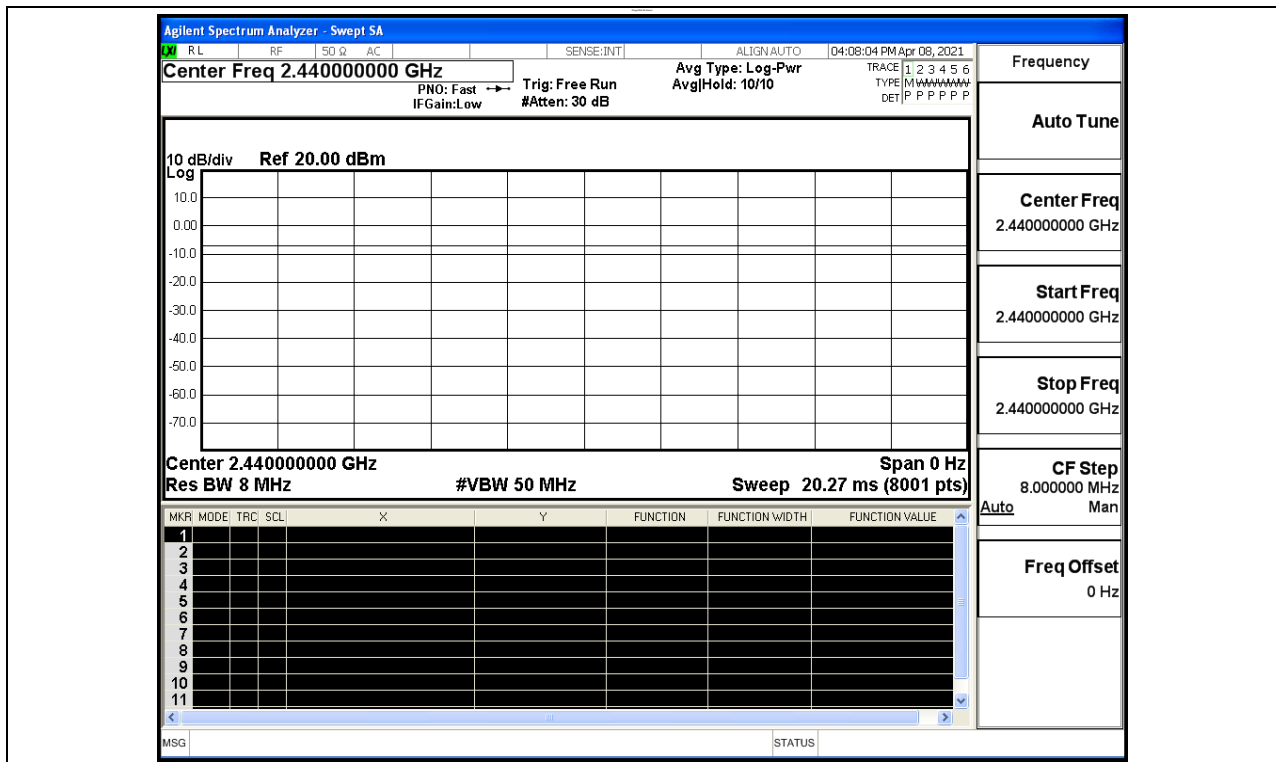 Agilent Spectrum Analyzer - Swept SA
LXI RL RF 50 Ω AC SENSE:INT ALIGN AUTO 04:08:04 PM Apr 08, 2021
Center Freq 2.440000000 GHz
PNO: Fast
IFGain:Low
Trig: Free Run
#Atten: 30 dB
Avg Type: Log-Pwr
Avg|Hold: 10/10
TRACE 1 2 3 4 5 6
TYPE M WWWWW
DET P P P P P P
10 dB/div Ref 20.00 dBm
Log
10.0
0.00
-10.0
-20.0
-30.0
-40.0
-50.0
-60.0
-70.0
Center 2.440000000 GHz Span 0 Hz
Res BW 8 MHz #VBW 50 MHz Sweep 20.27 ms (8001 pts)
MKR MODE TRC SCL X Y FUNCTION FUNCTION WIDTH FUNCTION VALUE
1
2
3
4
5
6
7
8
9
10
11
MSG STATUS
Frequency
Auto Tune
Center Freq
2.440000000 GHz
Start Freq
2.440000000 GHz
Stop Freq
2.440000000 GHz
CF Step
8.000000 MHz
Auto Man
Freq Offset
0 Hz